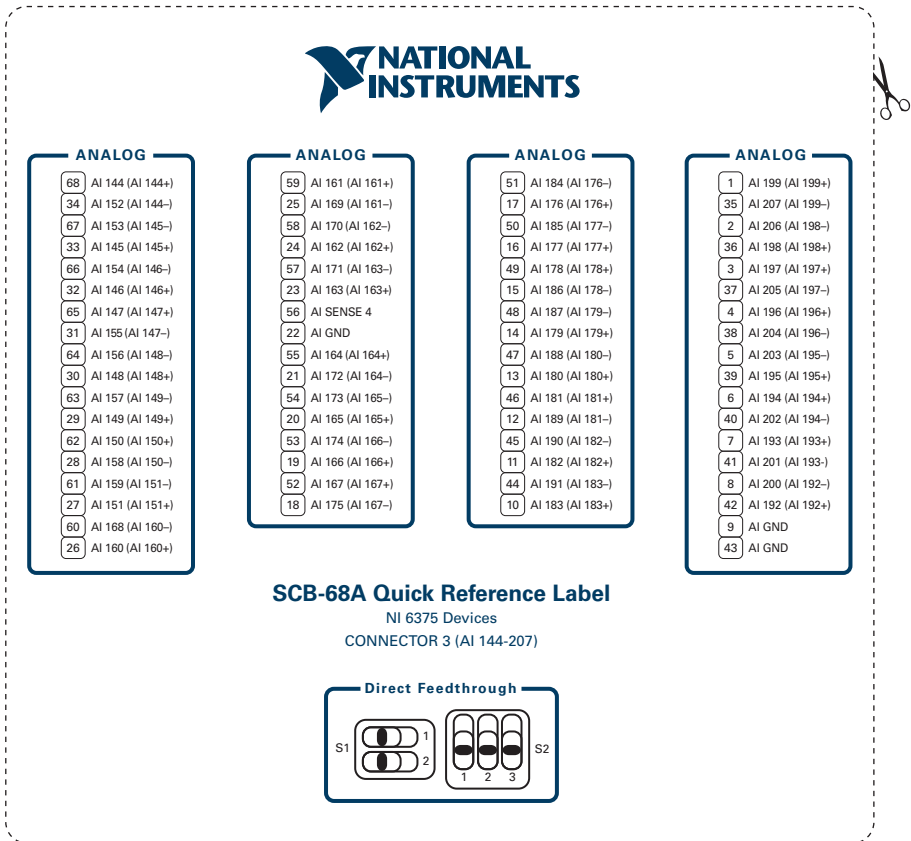 NATIONAL
INSTRUMENTS
ANALOG
68 AI 144 (AI 144+)
34 AI 152 (AI 144–)
67 AI 153 (AI 145–)
33 AI 145 (AI 145+)
66 AI 154 (AI 146–)
32 AI 146 (AI 146+)
65 AI 147 (AI 147+)
31 AI 155 (AI 147–)
64 AI 156 (AI 148–)
30 AI 148 (AI 148+)
63 AI 157 (AI 149–)
29 AI 149 (AI 149+)
62 AI 150 (AI 150+)
28 AI 158 (AI 150–)
61 AI 159 (AI 151–)
27 AI 151 (AI 151+)
60 AI 168 (AI 160–)
26 AI 160 (AI 160+)
ANALOG
59 AI 161 (AI 161+)
25 AI 169 (AI 161–)
58 AI 170 (AI 162–)
24 AI 162 (AI 162+)
57 AI 171 (AI 163–)
23 AI 163 (AI 163+)
56 AI SENSE 4
22 AI GND
55 AI 164 (AI 164+)
21 AI 172 (AI 164–)
54 AI 173 (AI 165–)
20 AI 165 (AI 165+)
53 AI 174 (AI 166–)
19 AI 166 (AI 166+)
52 AI 167 (AI 167+)
18 AI 175 (AI 167–)
ANALOG
51 AI 184 (AI 176–)
17 AI 176 (AI 176+)
50 AI 185 (AI 177–)
16 AI 177 (AI 177+)
49 AI 178 (AI 178+)
15 AI 186 (AI 178–)
48 AI 187 (AI 179–)
14 AI 179 (AI 179+)
47 AI 188 (AI 180–)
13 AI 180 (AI 180+)
46 AI 181 (AI 181+)
12 AI 189 (AI 181–)
45 AI 190 (AI 182–)
11 AI 182 (AI 182+)
44 AI 191 (AI 183–)
10 AI 183 (AI 183+)
ANALOG
1 AI 199 (AI 199+)
35 AI 207 (AI 199–)
2 AI 206 (AI 198–)
36 AI 198 (AI 198+)
3 AI 197 (AI 197+)
37 AI 205 (AI 197–)
4 AI 196 (AI 196+)
38 AI 204 (AI 196–)
5 AI 203 (AI 195–)
39 AI 195 (AI 195+)
6 AI 194 (AI 194+)
40 AI 202 (AI 194–)
7 AI 193 (AI 193+)
41 AI 201 (AI 193-)
8 AI 200 (AI 192–)
42 AI 192 (AI 192+)
9 AI GND
43 AI GND
SCB-68A Quick Reference Label
NI 6375 Devices
CONNECTOR 3 (AI 144-207)
Direct Feedthrough
S1
1
2
1 2 3
S2